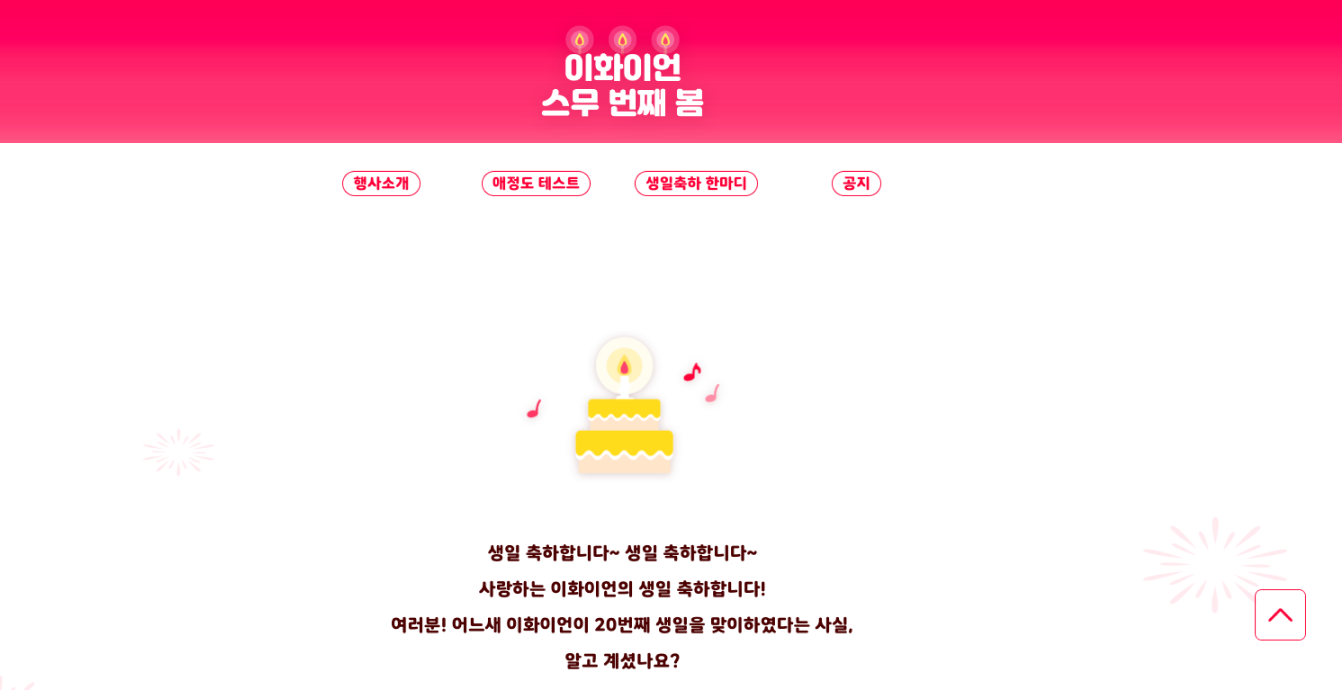 이화이언
스무 번째 봄
행사소개
애정도 테스트
생일축하 한마디
공지
생일 축하합니다~ 생일 축하합니다~
사랑하는 이화이언의 생일 축하합니다!
여러분! 어느새 이화이언이 20번째 생일을 맞이하였다는 사실,
알고 계셨나요?